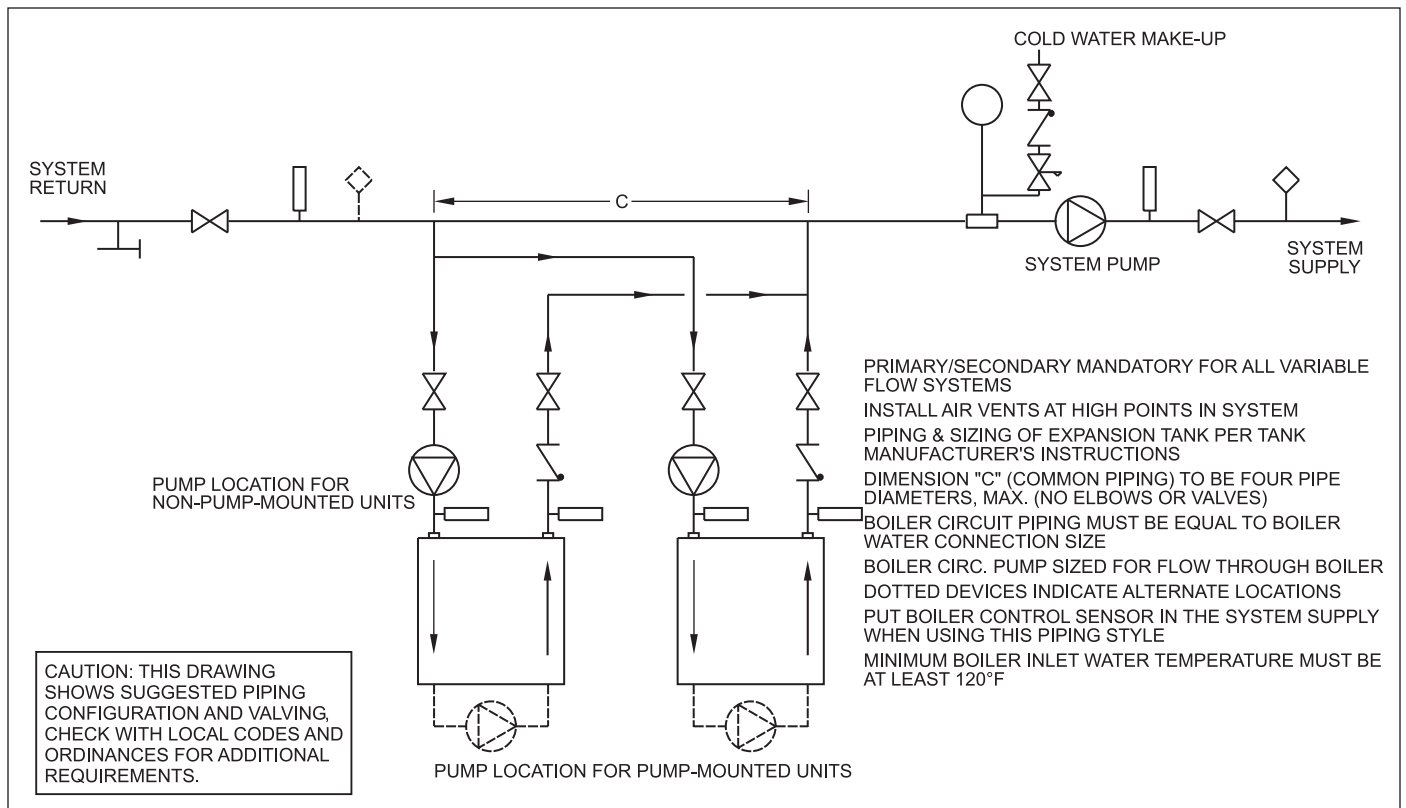 COLD WATER MAKE-UP
SYSTEM
RETURN
C
SYSTEM PUMP
SYSTEM
SUPPLY
PUMP LOCATION FOR
NON-PUMP-MOUNTED UNITS
PRIMARY/SECONDARY MANDATORY FOR ALL VARIABLE
FLOW SYSTEMS
INSTALL AIR VENTS AT HIGH POINTS IN SYSTEM
PIPING & SIZING OF EXPANSION TANK PER TANK
MANUFACTURER'S INSTRUCTIONS
DIMENSION "C" (COMMON PIPING) TO BE FOUR PIPE
DIAMETERS, MAX. (NO ELBOWS OR VALVES)
BOILER CIRCUIT PIPING MUST BE EQUAL TO BOILER
WATER CONNECTION SIZE
BOILER CIRC. PUMP SIZED FOR FLOW THROUGH BOILER
DOTTED DEVICES INDICATE ALTERNATE LOCATIONS
PUT BOILER CONTROL SENSOR IN THE SYSTEM SUPPLY
WHEN USING THIS PIPING STYLE
MINIMUM BOILER INLET WATER TEMPERATURE MUST BE
AT LEAST 120°F
CAUTION: THIS DRAWING
SHOWS SUGGESTED PIPING
CONFIGURATION AND VALVING,
CHECK WITH LOCAL CODES AND
ORDINANCES FOR ADDITIONAL
REQUIREMENTS.
PUMP LOCATION FOR PUMP-MOUNTED UNITS